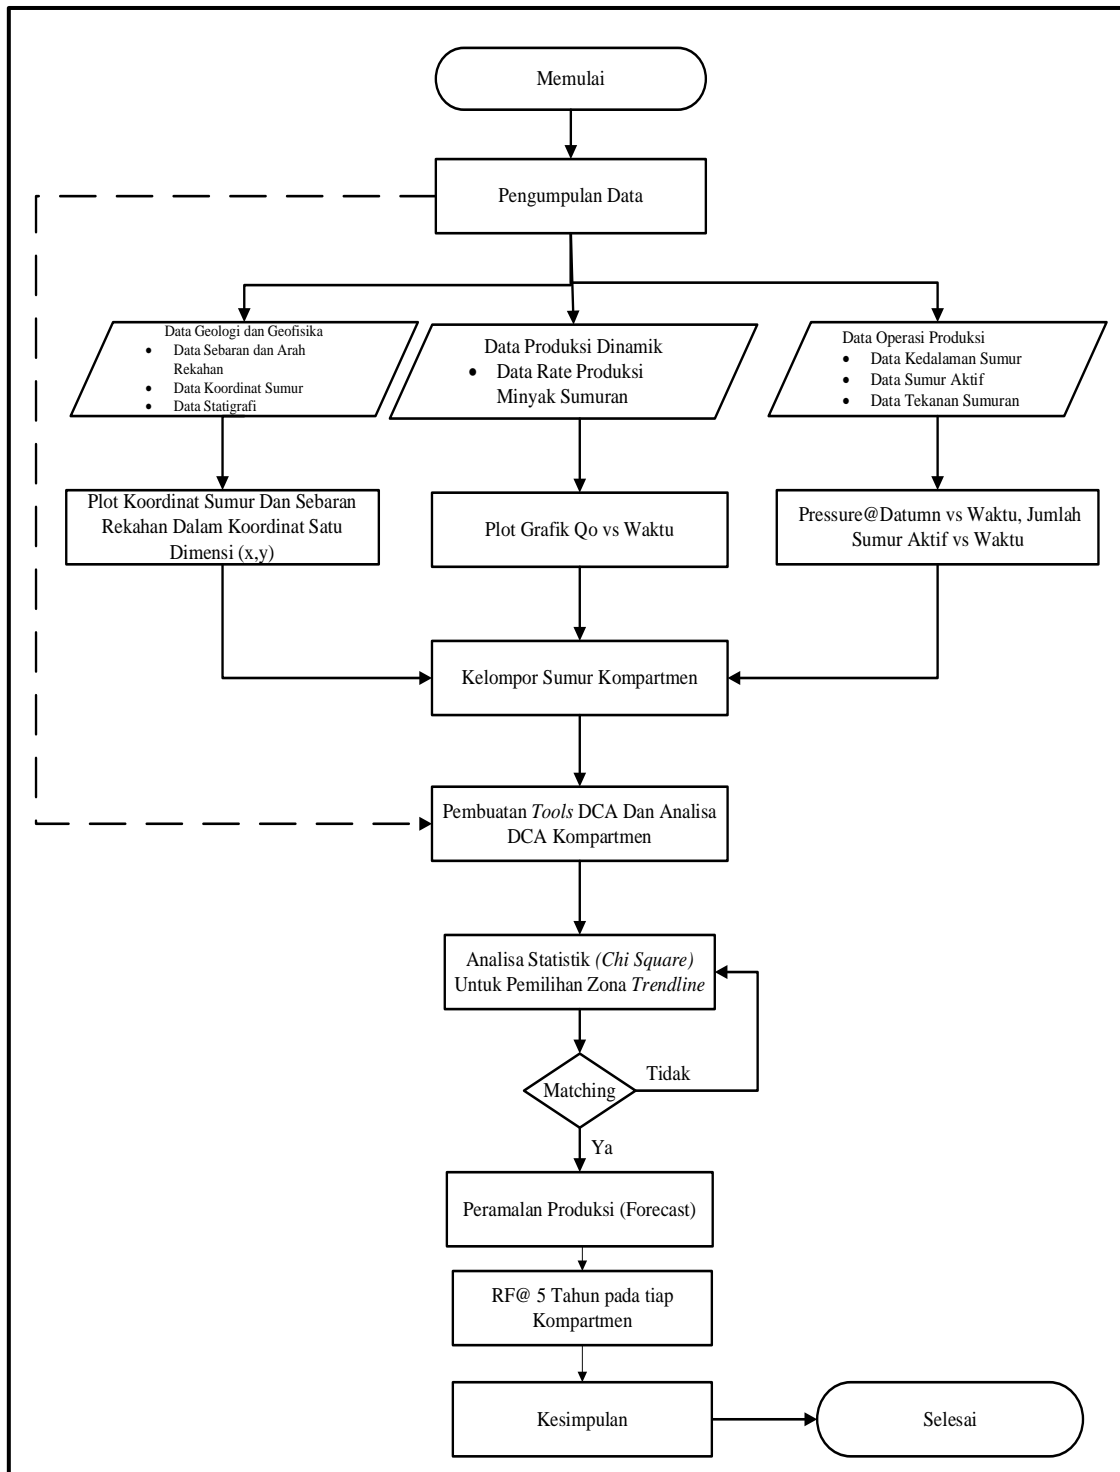 Memulai
Pengumpulan Data
Data Geologi dan Geofisika
• Data Sebaran dan Arah
Rekahan
• Data Koordinat Sumur
• Data Statigrafi
Data Produksi Dinamik
• Data Rate Produksi
Minyak Sumuran
Data Operasi Produksi
• Data Kedalaman Sumur
• Data Sumur Aktif
• Data Tekanan Sumuran
Plot Koordinat Sumur Dan Sebaran
Rekahan Dalam Koordinat Satu
Dimensi (x,y)
Plot Grafik Qo vs Waktu
Pressure@Datumn vs Waktu, Jumlah
Sumur Aktif vs Waktu
Kelompor Sumur Kompartmen
Pembuatan Tools DCA Dan Analisa
DCA Kompartmen
Analisa Statistik (Chi Square)
Untuk Pemilihan Zona Trendline
Matching
Tidak
Ya
Peramalan Produksi (Forecast)
RF@ 5 Tahun pada tiap
Kompartmen
Kesimpulan
Selesai